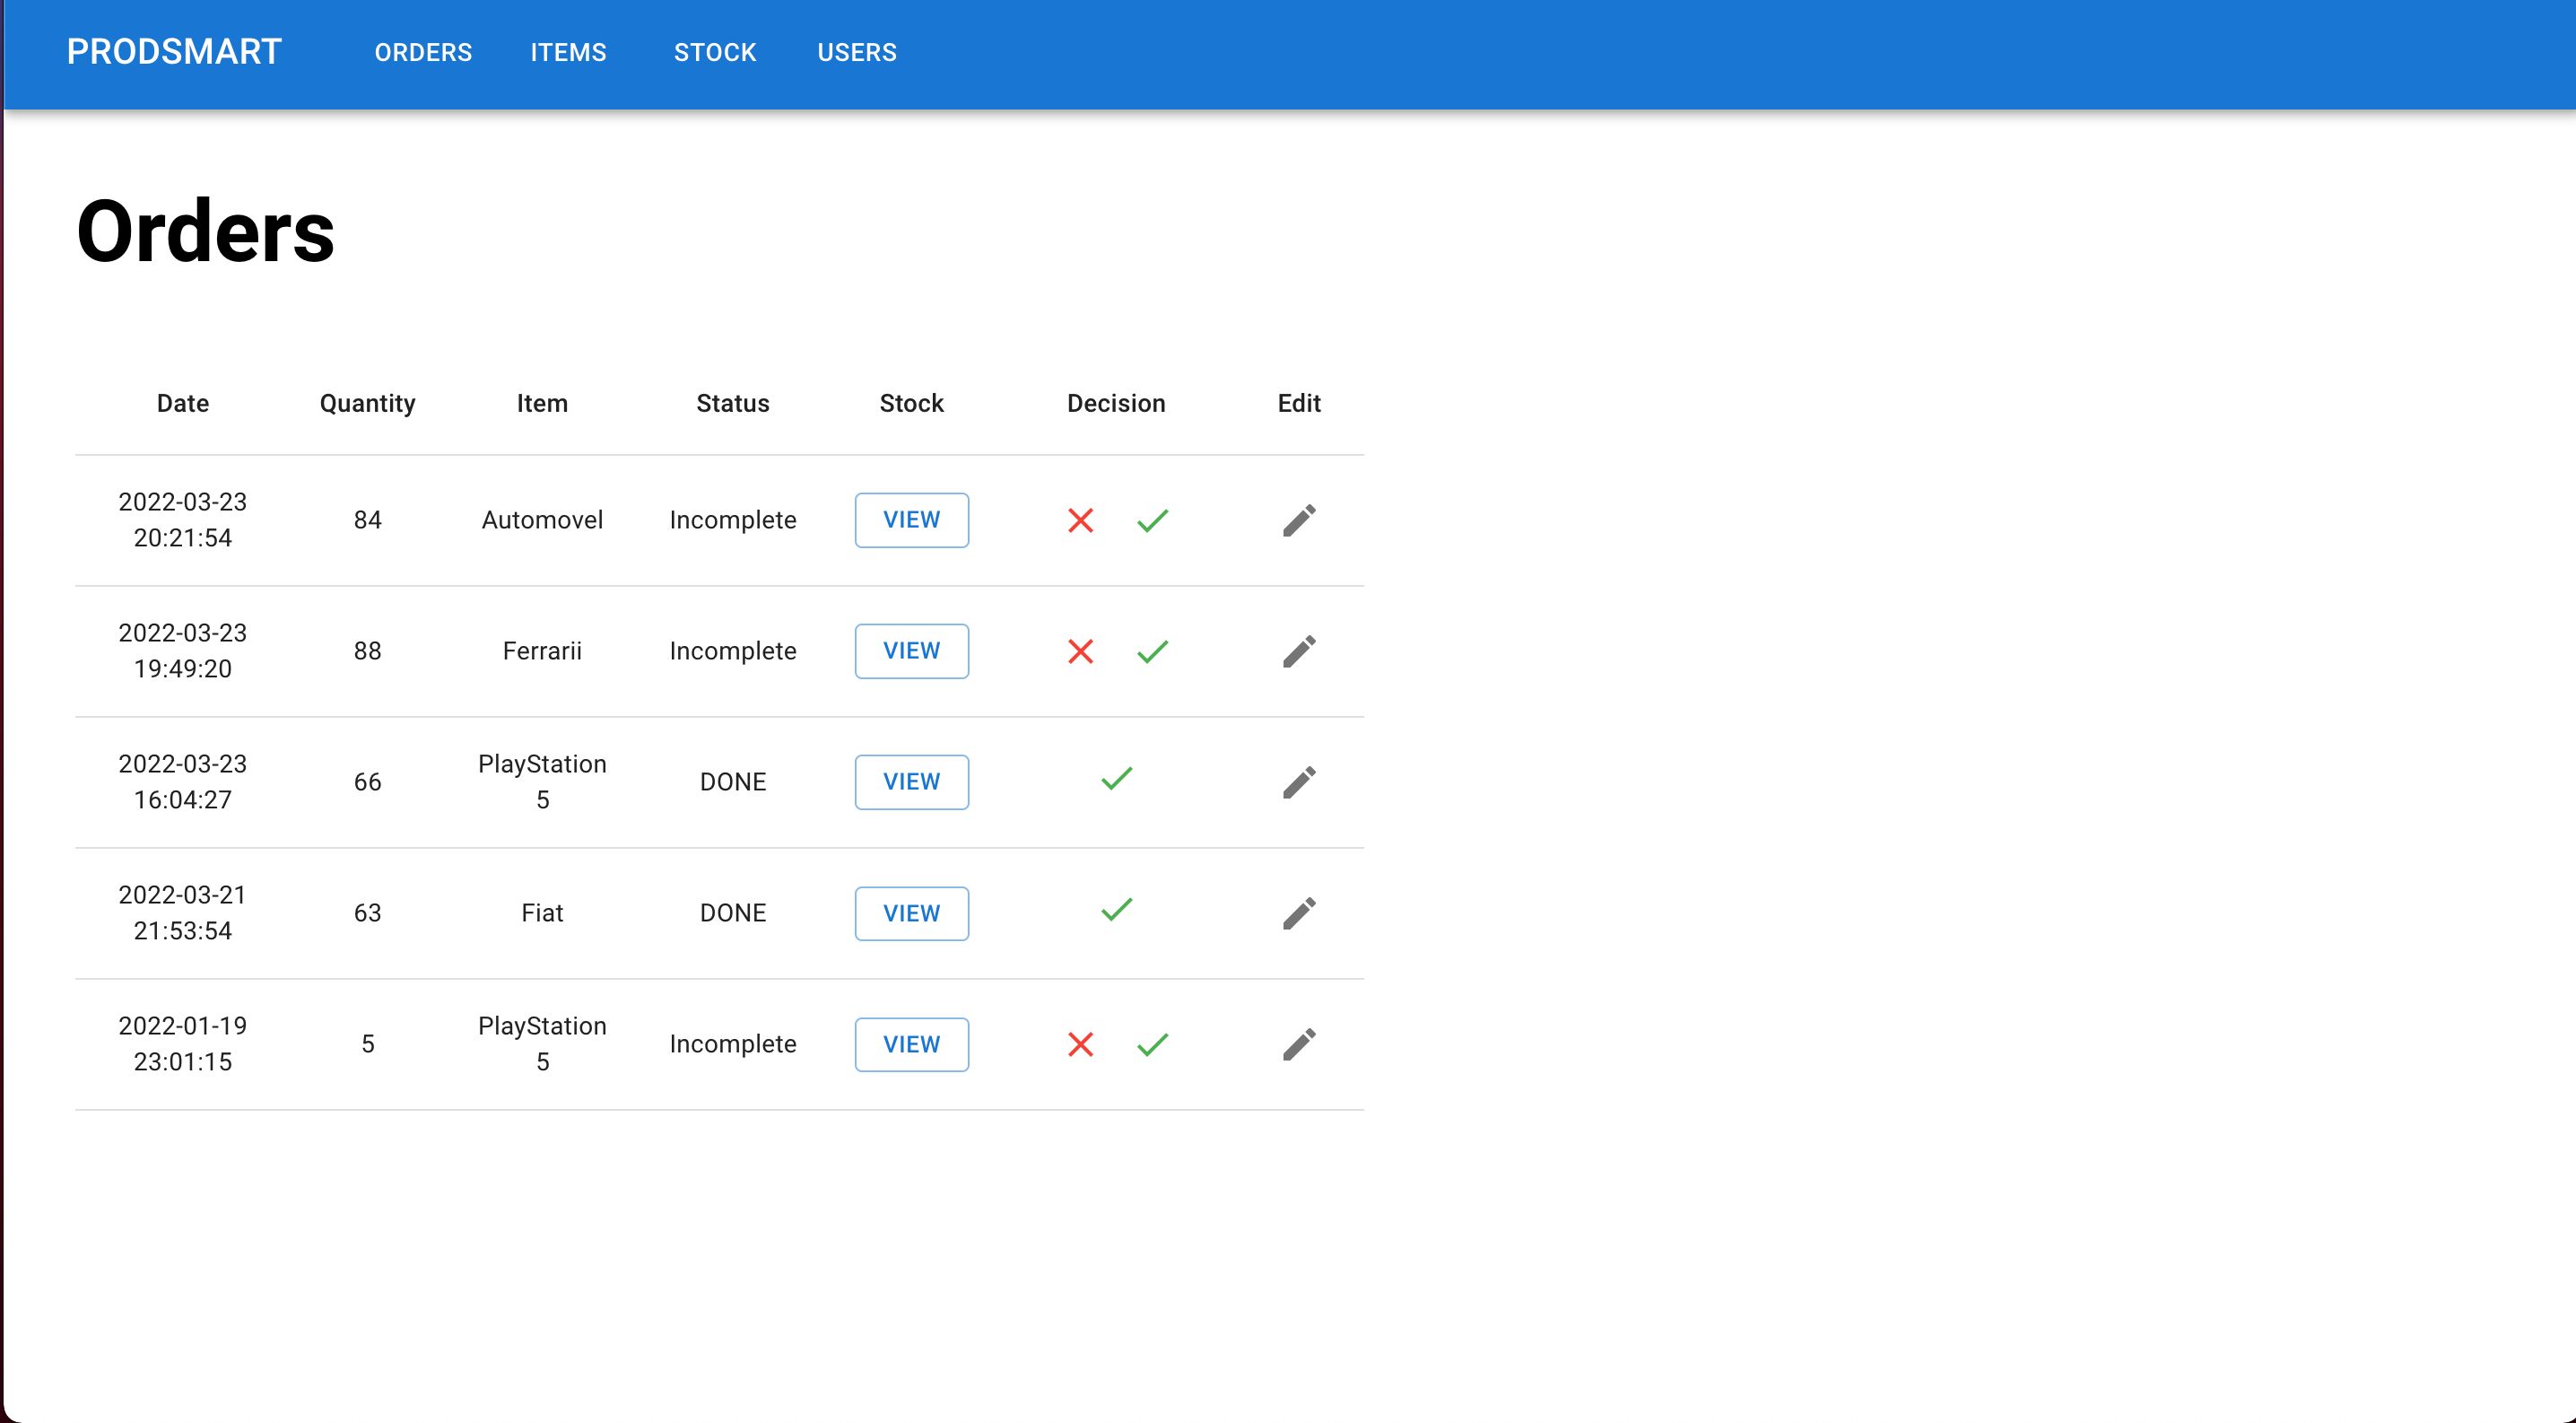 PRODSMART ORDERS ITEMS STOCK USERS
Orders
Date Quantity Item Status Stock Decision Edit
2022-03-23
20:21:54
84 Automovel Incomplete VIEW
2022-03-23
19:49:20
88 Ferrarii Incomplete VIEW
2022-03-23
16:04:27
66
PlayStation
5
DONE VIEW
2022-03-21
21:53:54
63 Fiat DONE VIEW
2022-01-19
23:01:15
5
PlayStation
5
Incomplete VIEW